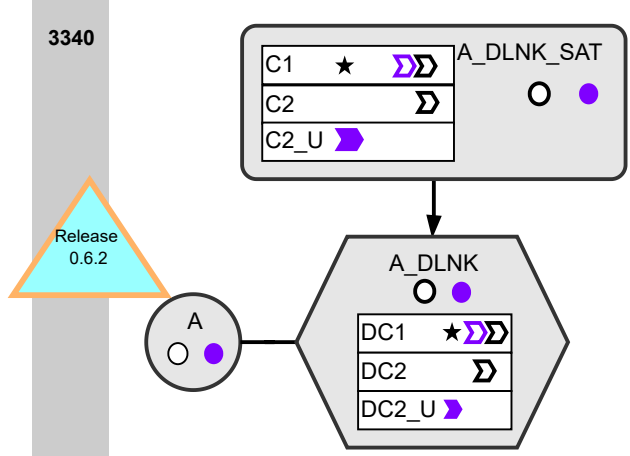 3340
A_DLNK_SAT
C1
C2
C2_U
Release
0.6.2
A_DLNK
A
DC1
DC2
DC2_U